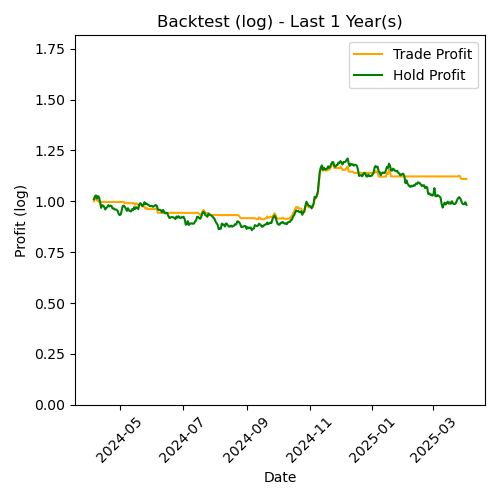 Backtest (log) - Last 1 Year(s)
Trade Profit
Hold Profit
Profit (log)
1.75
1.50
1.25
1.00
0.75
0.50
0.25
0.00
2024-05
2024-07
2024-09
2024-11
2025-01
2025-03
Date